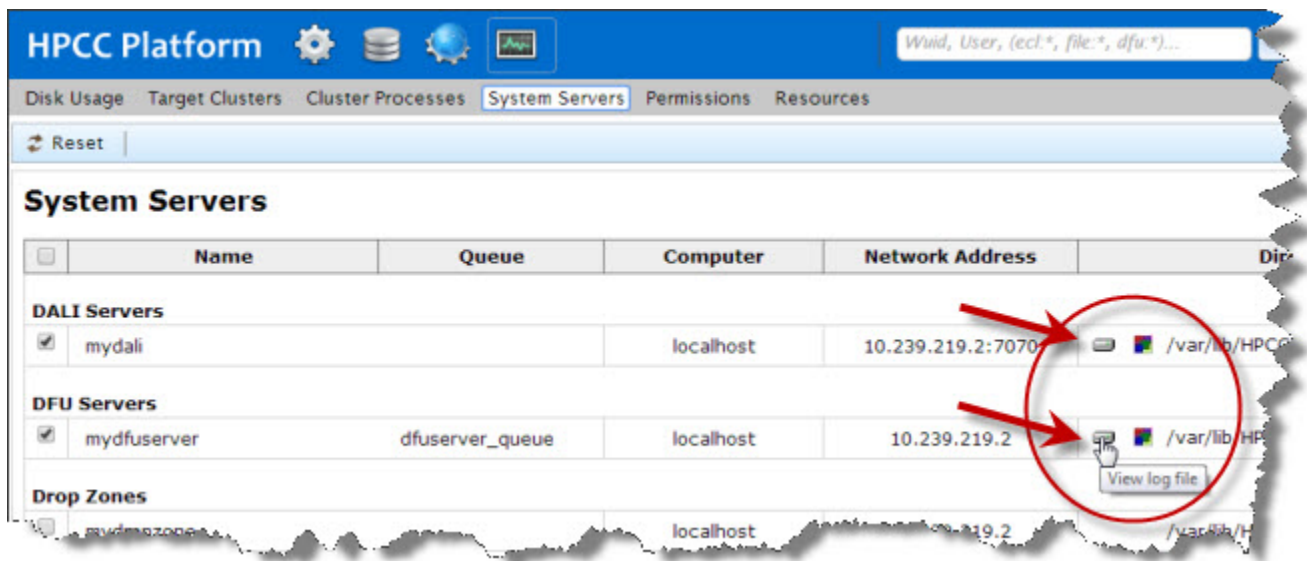 HPCC Platform Wuid, User, (ecl:*, file:*, dfu:*)...
Disk Usage Target Clusters Cluster Processes System Servers Permissions Resources
Reset
System Servers
Name Queue Computer Network Address
DALI Servers
mydali localhost 10.239.219.2:7070 /var/lib/HPCC
DFU Servers
mydfuserver dfuserver_queue localhost 10.239.219.2 /var/lib/HP
View log file
Drop Zones
localhost